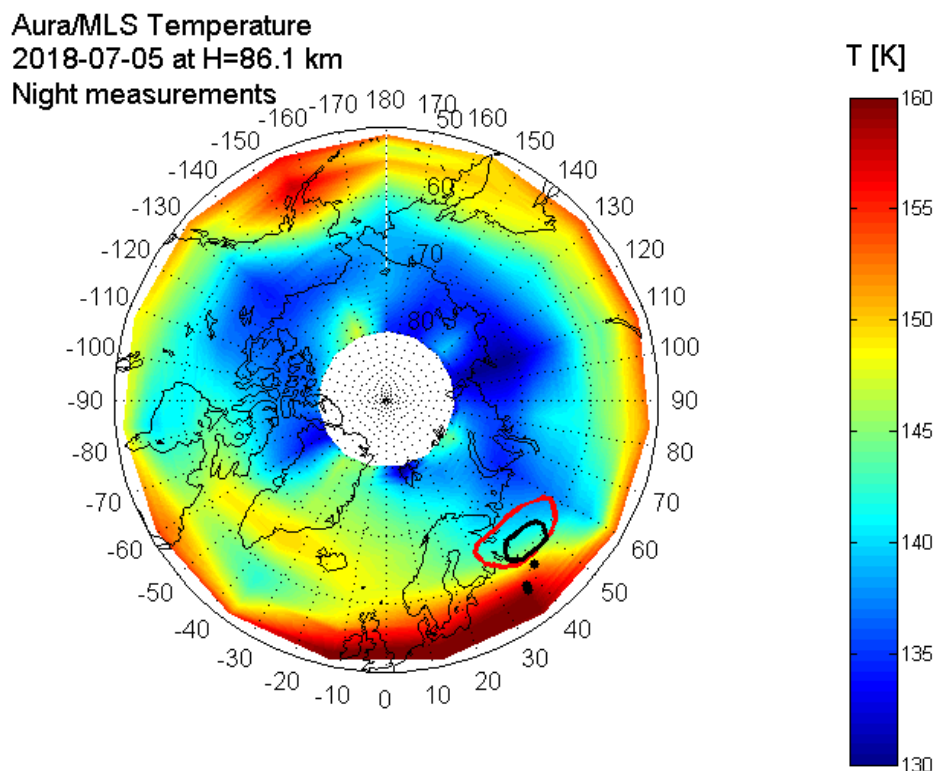 Aura/MLS Temperature
2018-07-05 at H=86.1 km
Night measurements
T [K]
-170 180 170
-160 50 160
-150 150
-140 140
-130 60 130
-120 70 120
-110 80 110
-100 100
-90 90
-80 80
-70 70
-60 60
-50 50
-40 40
-30 30
-20 20
-10 0 10
160
155
150
145
140
135
130